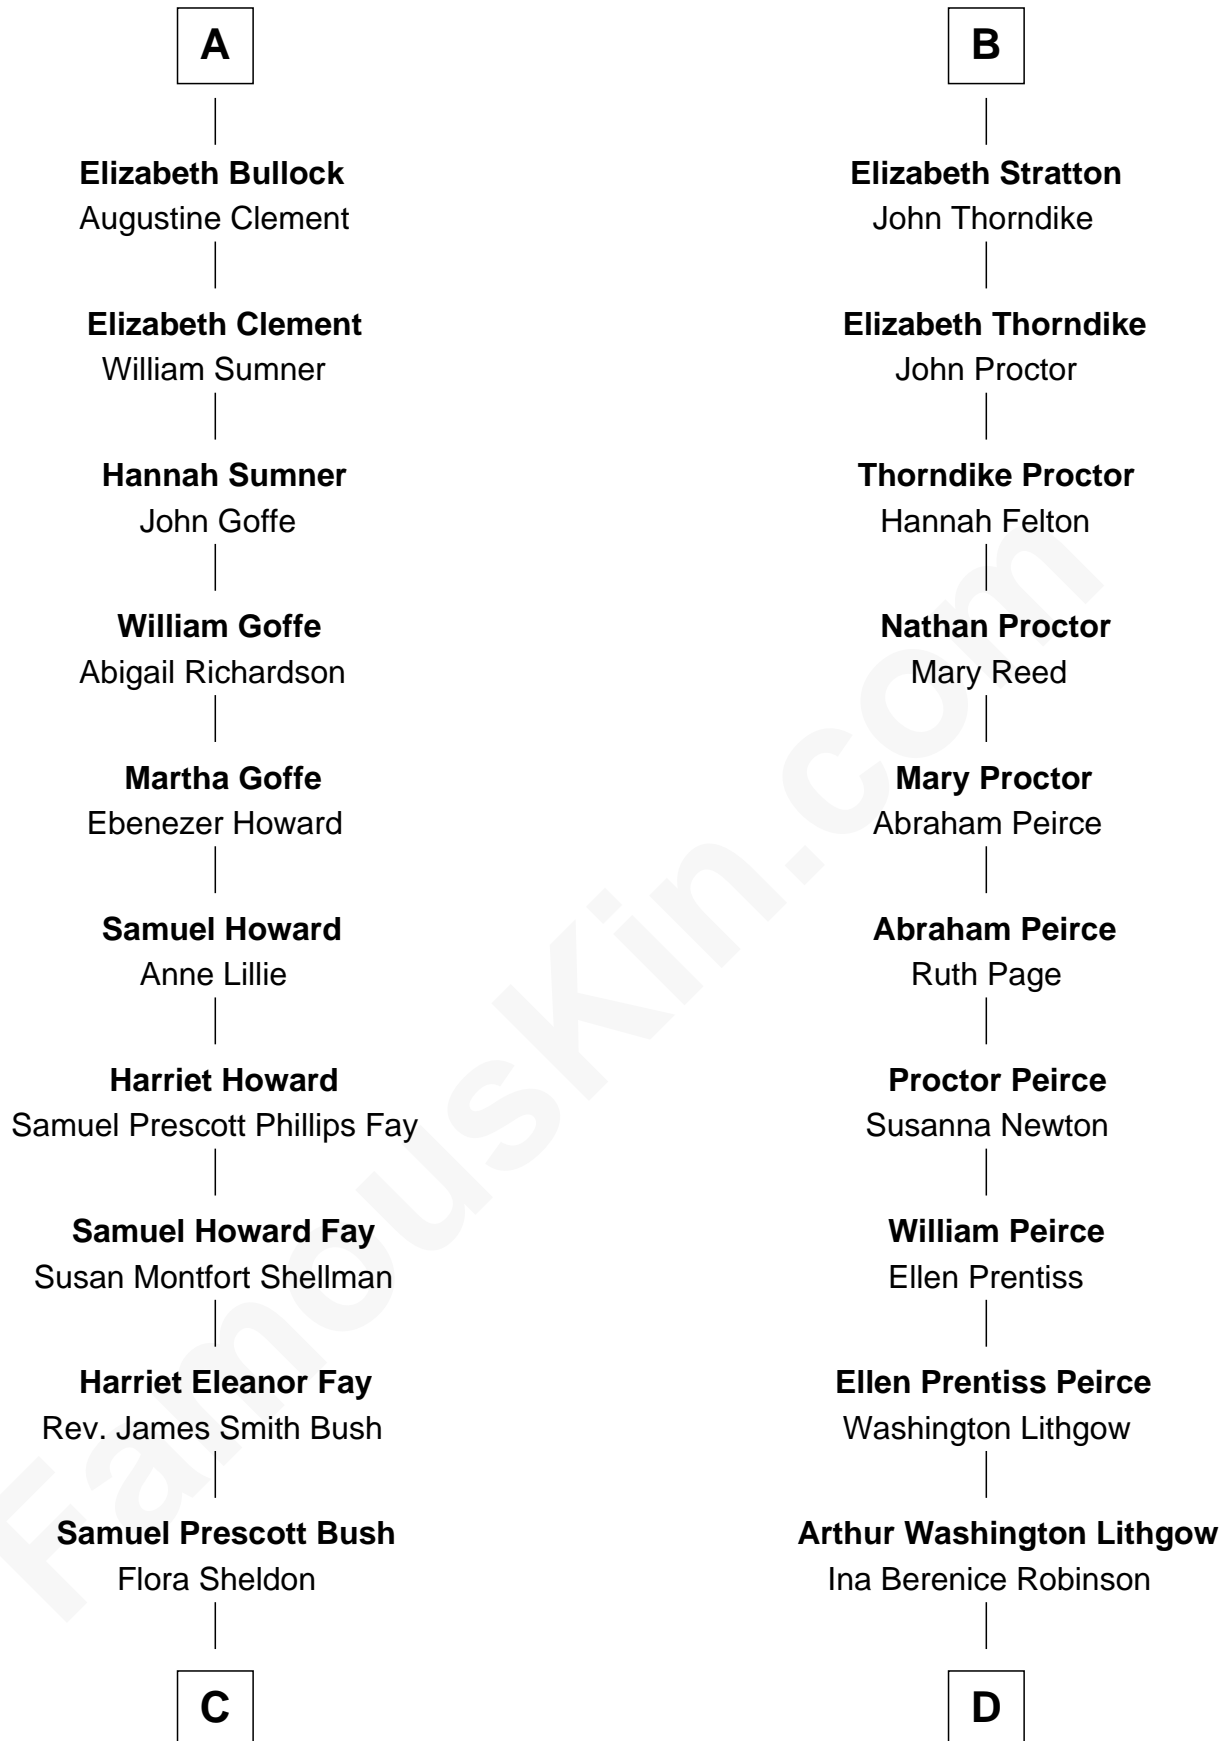 A
Elizabeth Bullock
Augustine Clement
Elizabeth Clement
William Sumner
Hannah Sumner
John Goffe
William Goffe
Abigail Richardson
Martha Goffe
Ebenezer Howard
Samuel Howard
Anne Lillie
Harriet Howard
Samuel Prescott Phillips Fay
Samuel Howard Fay
Susan Montfort Shellman
Harriet Eleanor Fay
Rev. James Smith Bush
Samuel Prescott Bush
Flora Sheldon
C
B
Elizabeth Stratton
John Thorndike
Elizabeth Thorndike
John Proctor
Thorndike Proctor
Hannah Felton
Nathan Proctor
Mary Reed
Mary Proctor
Abraham Peirce
Abraham Peirce
Ruth Page
Proctor Peirce
Susanna Newton
William Peirce
Ellen Prentiss
Ellen Prentiss Peirce
Washington Lithgow
Arthur Washington Lithgow
Ina Berenice Robinson
D
FamousKin.com